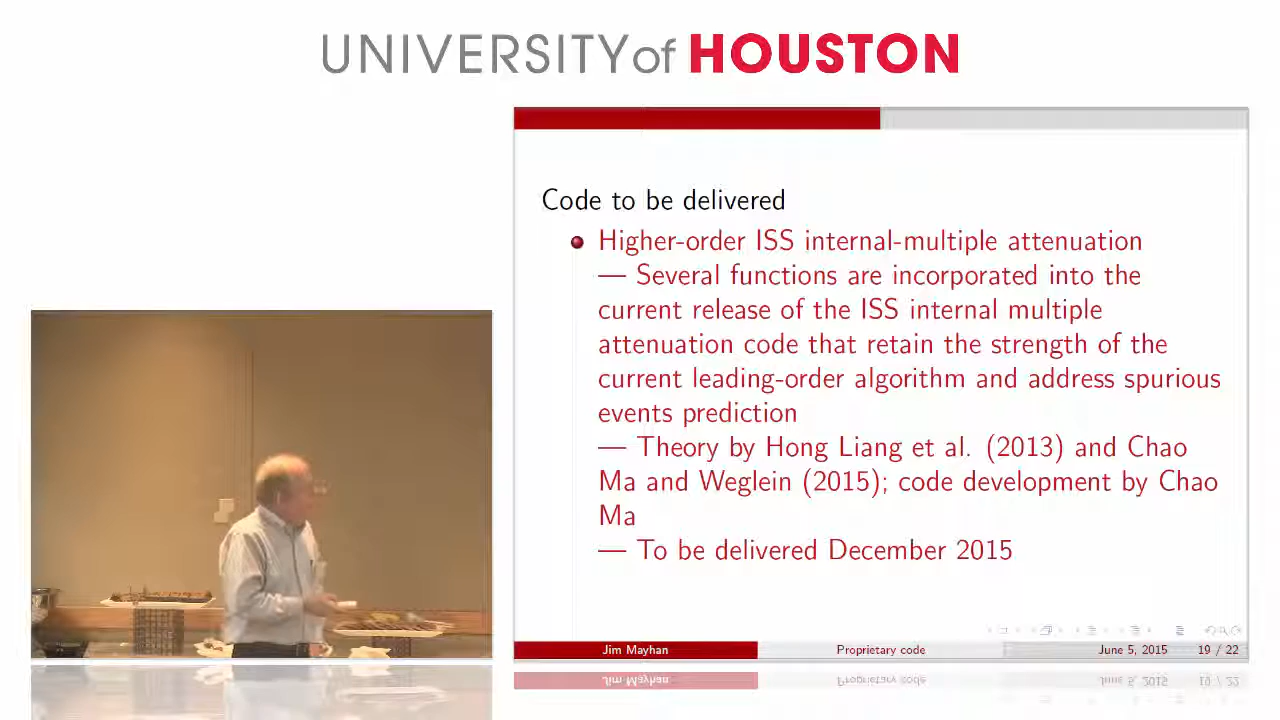 UNIVERSITY of HOUSTON
Code to be delivered
Higher-order ISS internal-multiple attenuation
— Several functions are incorporated into the
current release of the ISS internal multiple
attenuation code that retain the strength of the
current leading-order algorithm and address spurious
events prediction
— Theory by Hong Liang et al. (2013) and Chao
Ma and Weglein (2015); code development by Chao
Ma
— To be delivered December 2015
Jim Mayhan Proprietary code June 5, 2015 19 / 22